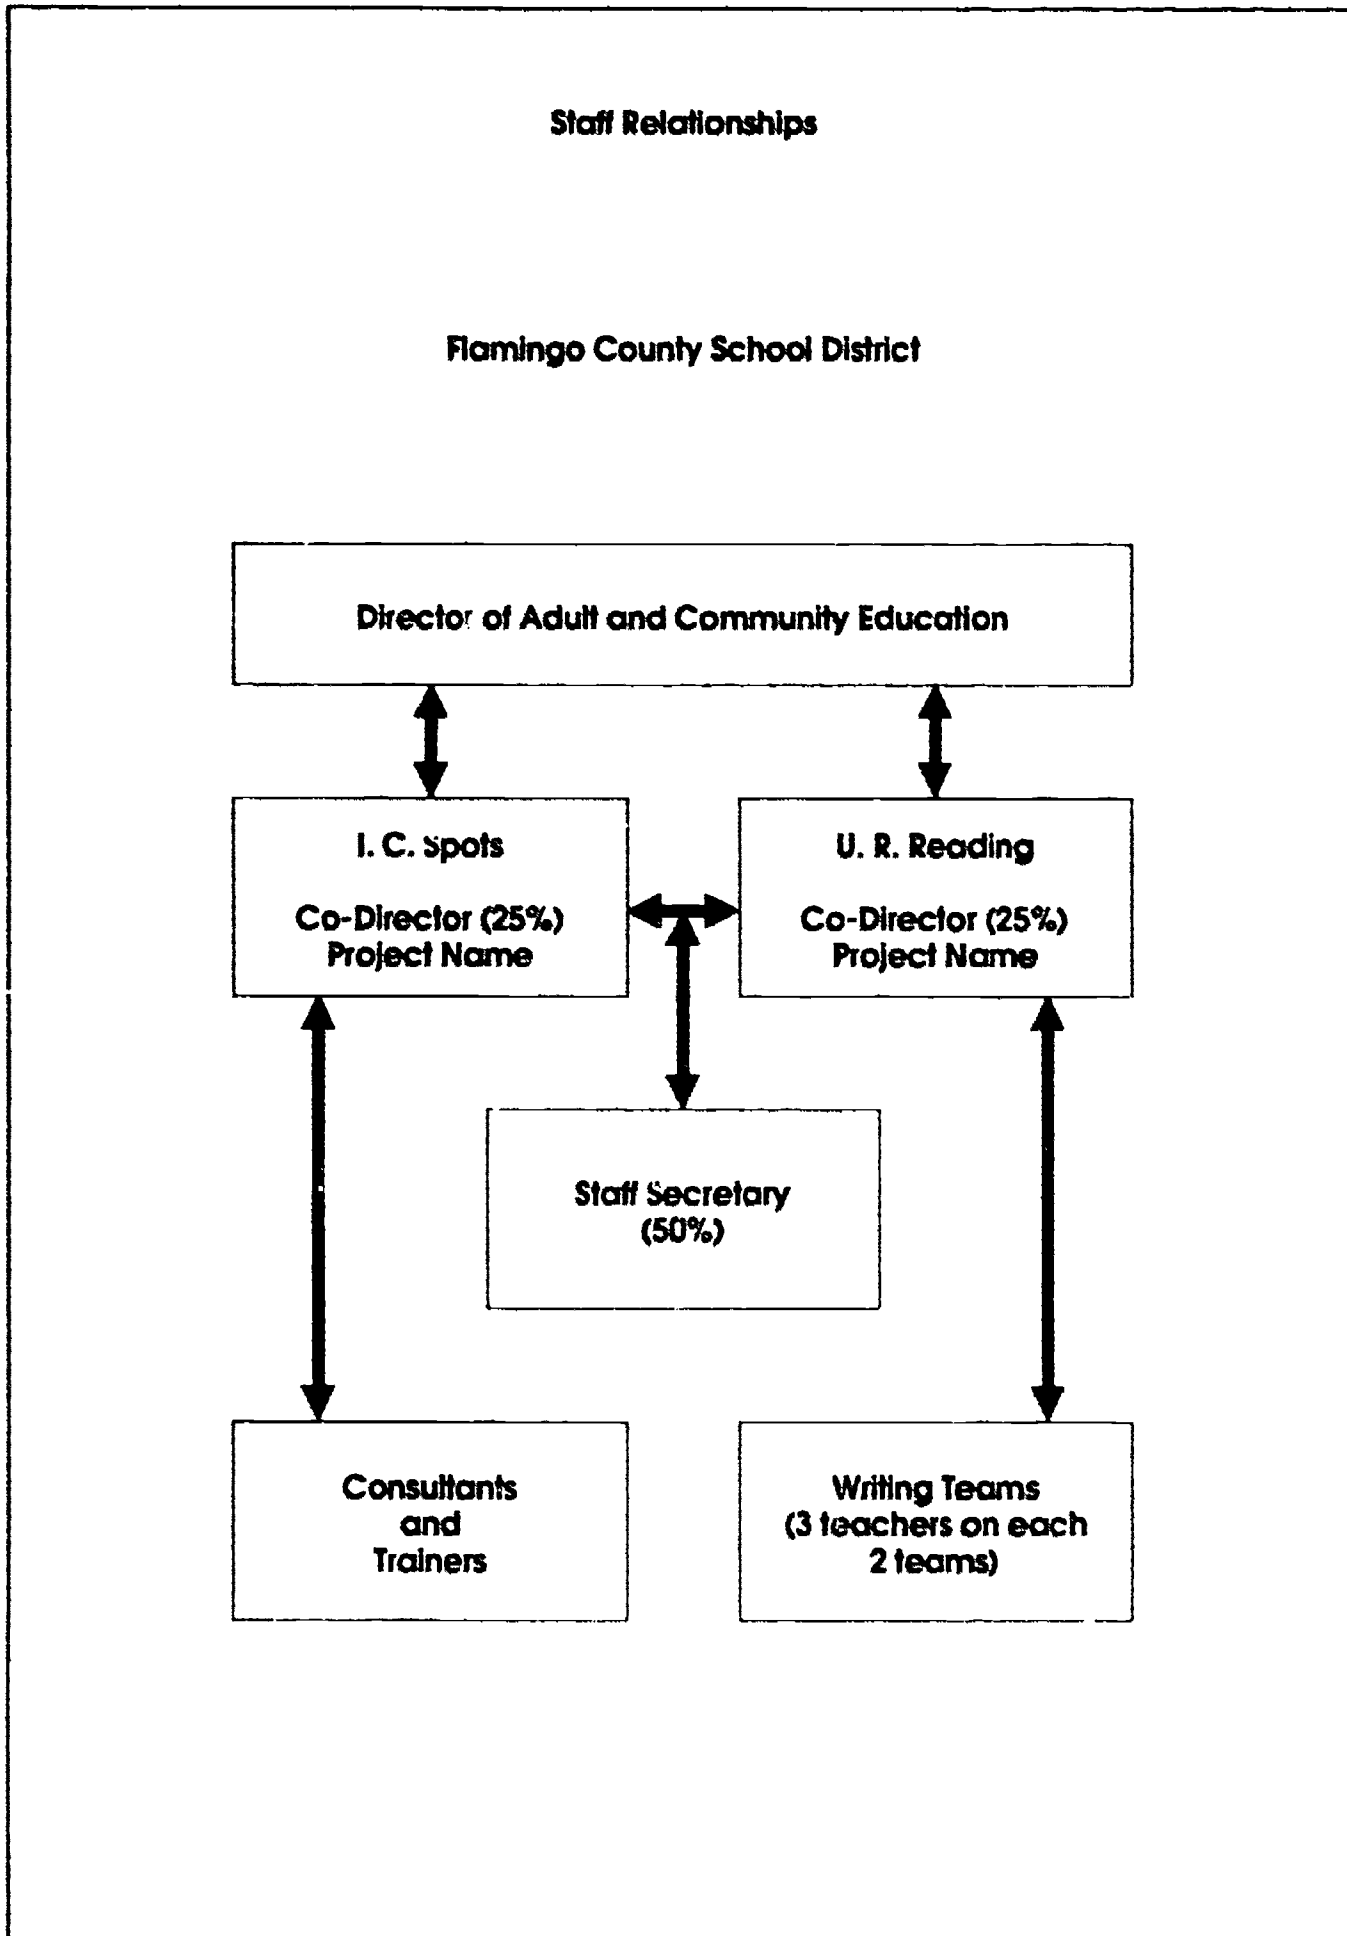 Staff Relationships
Flamingo County School District
Director of Adult and Community Education
I. C. Spots
Co-Director (25%)
Project Name
U. R. Reading
Co-Director (25%)
Project Name
Staff Secretary
(50%)
Consultants
and
Trainers
Writing Teams
(3 teachers on each
2 teams)